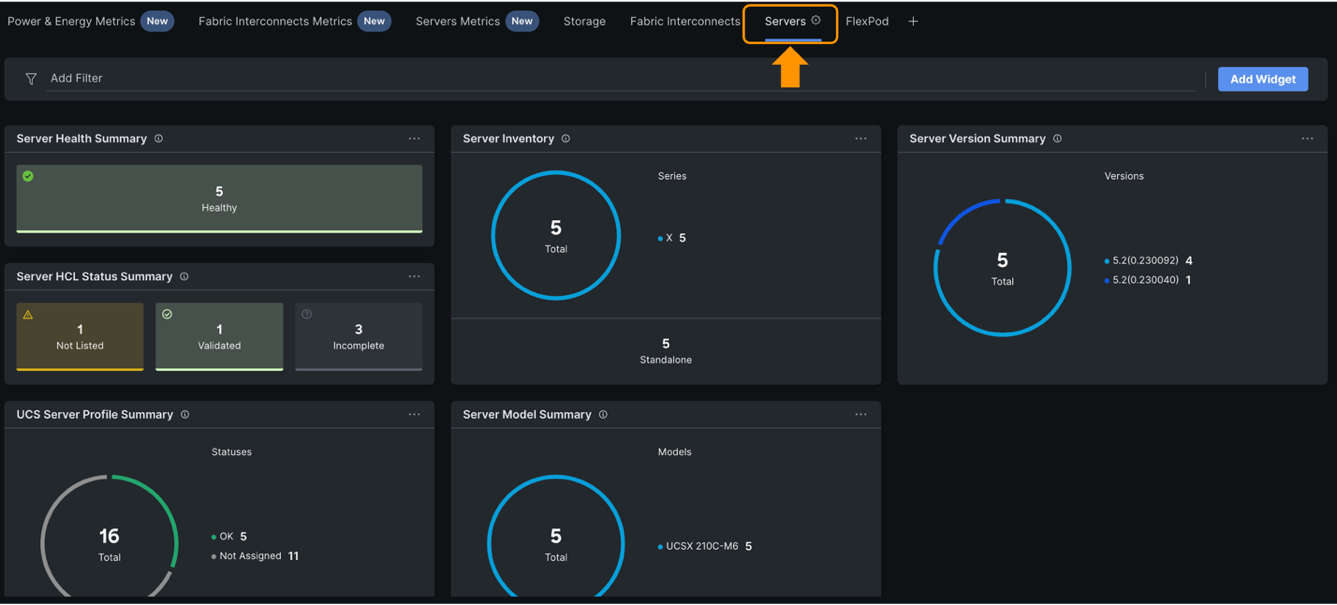 Power & Energy Metrics New Fabric Interconnects Metrics New Servers Metrics New Storage Fabric Interconnects Servers FlexPod +
Add Filter Add Widget
Server Health Summary
5
Healthy
Server HCL Status Summary
1
Not Listed
1
Validated
3
Incomplete
Server Inventory
Series
5
Total
X 5
5
Standalone
Server Version Summary
Versions
5
Total
5.2(0.230092) 4
5.2(0.230040) 1
UCS Server Profile Summary
Statuses
16
Total
OK 5
Not Assigned 11
Server Model Summary
Models
5
Total
UCSX 210C-M6 5